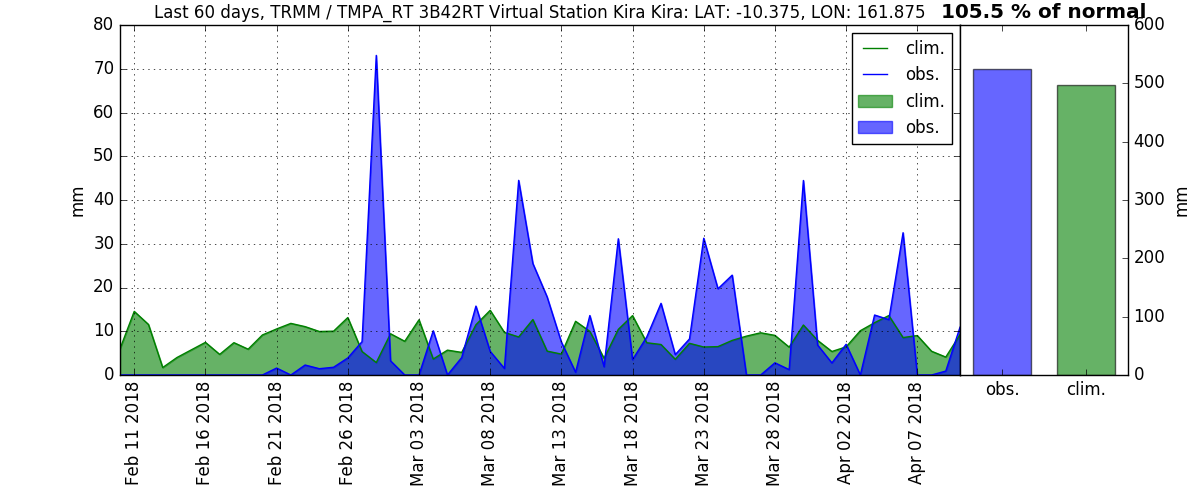 Last 60 days, TRMM / TMPA_RT 3B42RT Virtual Station Kira Kira: LAT: -10.375, LON: 161.875
105.5 % of normal
80
70
60
50
40
30
20
10
0
mm
clim.
obs.
clim.
obs.
600
500
400
300
200
100
0
mm
obs.
clim.
Feb 11 2018
Feb 16 2018
Feb 21 2018
Feb 26 2018
Mar 03 2018
Mar 08 2018
Mar 13 2018
Mar 18 2018
Mar 23 2018
Mar 28 2018
Apr 02 2018
Apr 07 2018